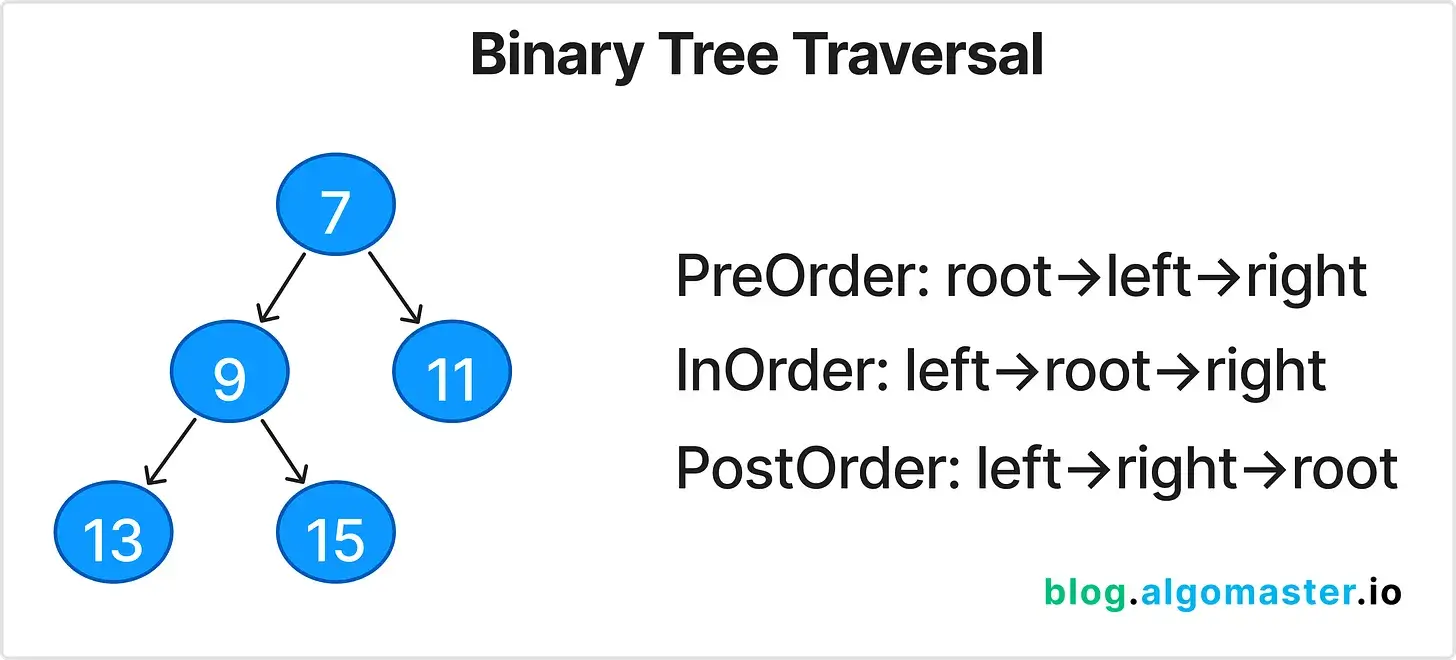 Binary Tree Traversal
7
9
11
13
15
PreOrder: root→left→right
InOrder: left→root→right
PostOrder: left→right→root
blog.algomaster.io